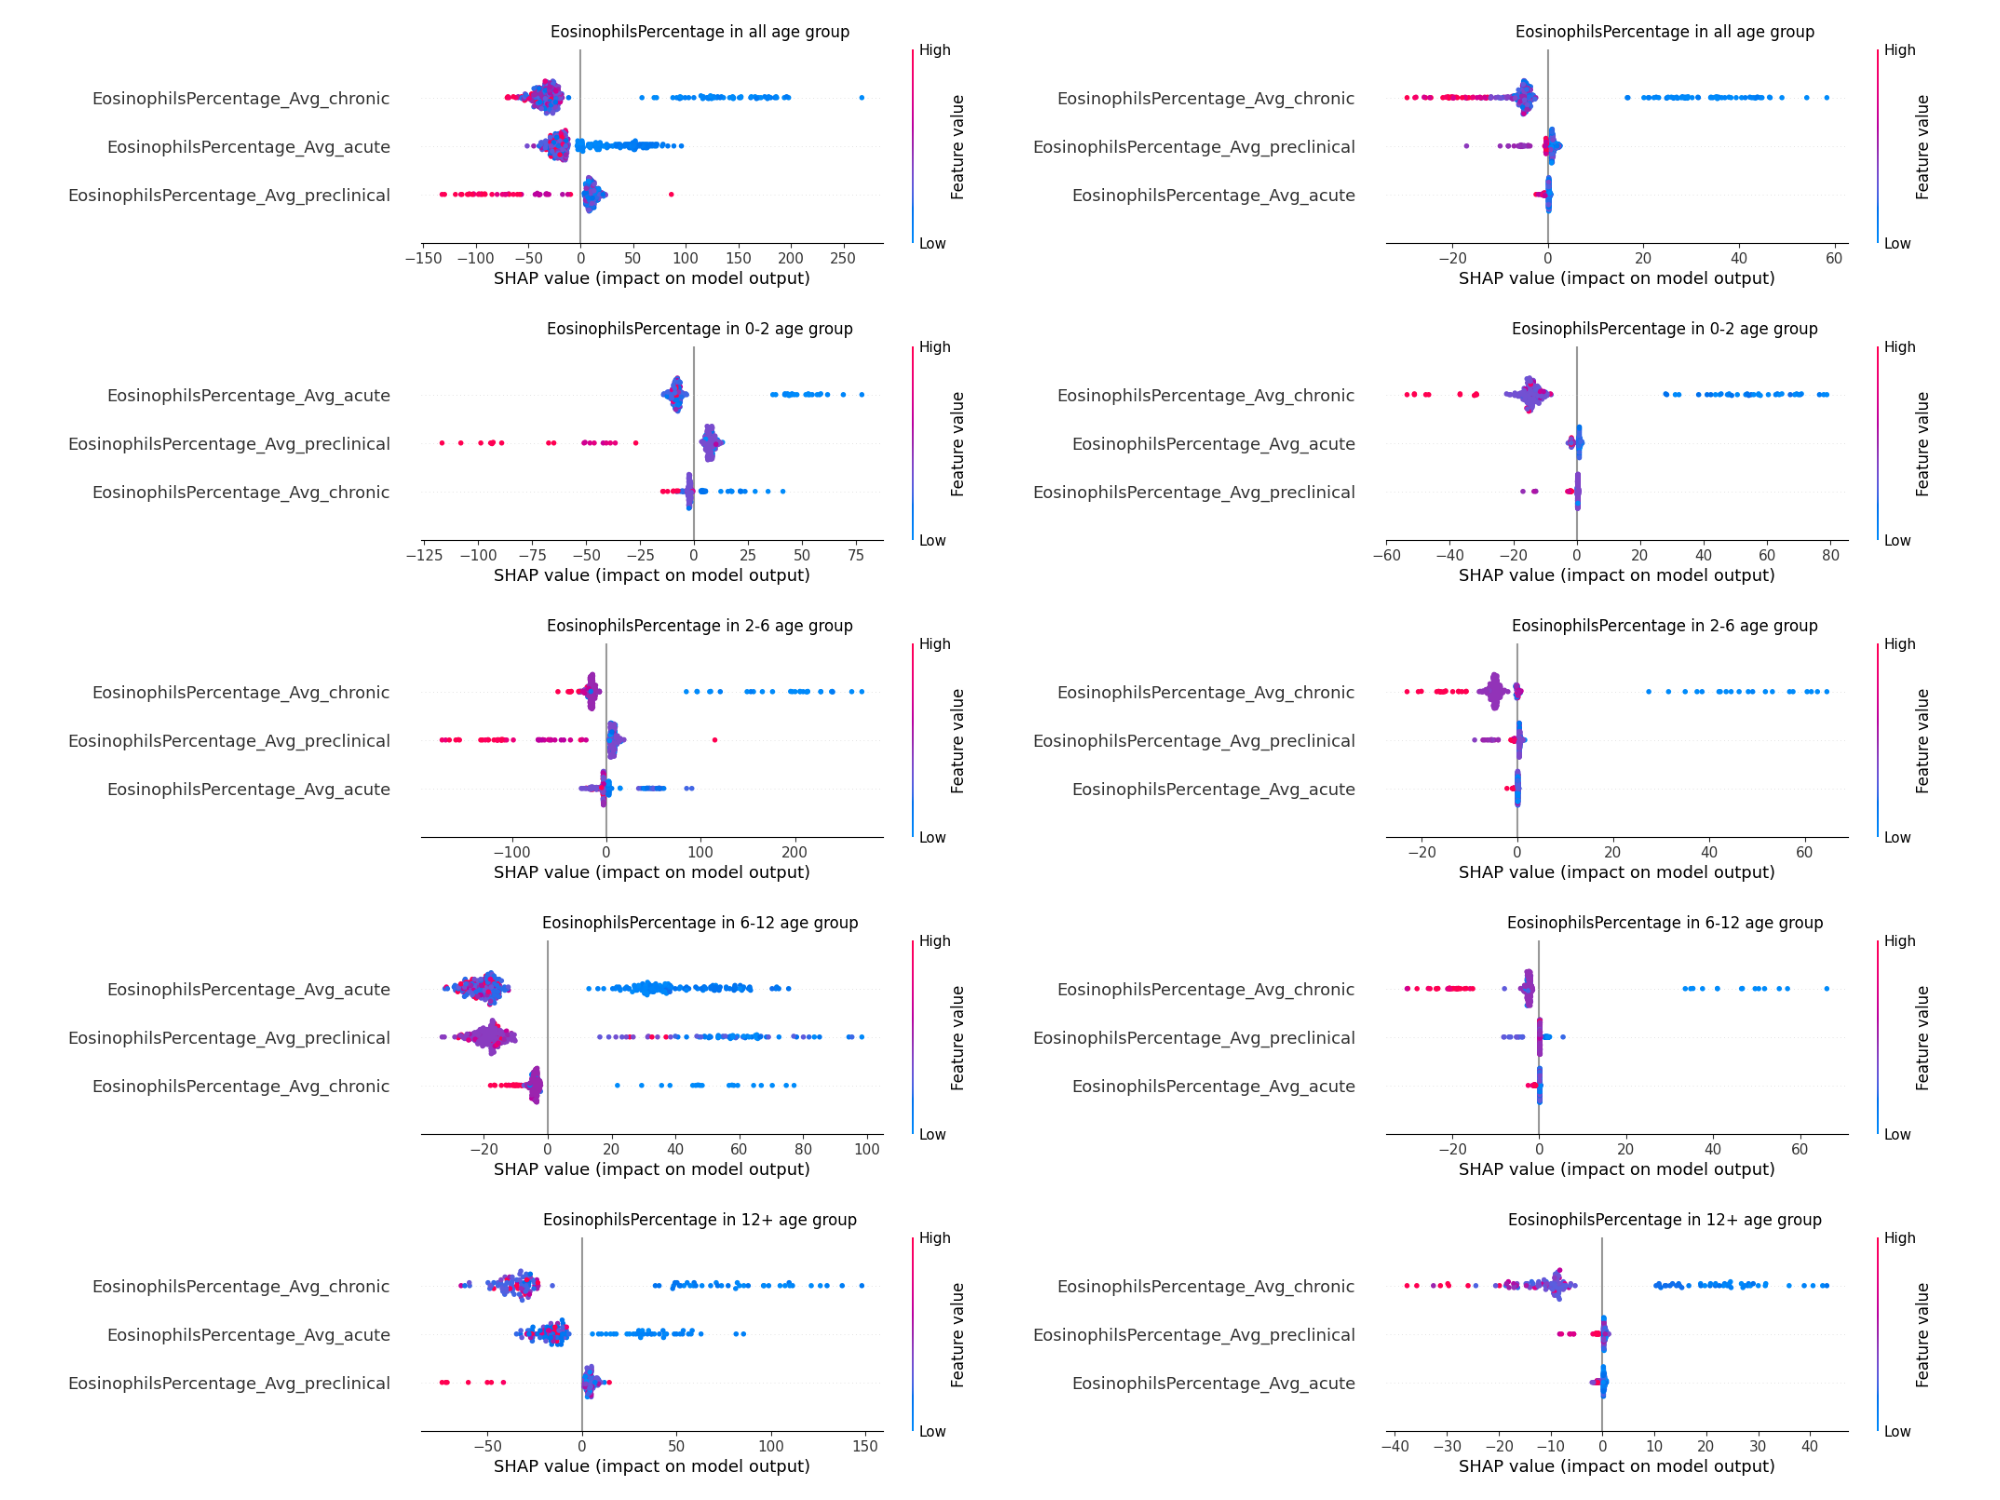 EosinophilsPercentage in all age group
High
EosinophilsPercentage_Avg_chronic
EosinophilsPercentage_Avg_acute
EosinophilsPercentage_Avg_preclinical
Feature value
Low
−150 −100 −50 0 50 100 150 200 250
SHAP value (impact on model output)
EosinophilsPercentage in all age group
High
EosinophilsPercentage_Avg_chronic
EosinophilsPercentage_Avg_preclinical
EosinophilsPercentage_Avg_acute
Feature value
Low
−20 0 20 40 60
SHAP value (impact on model output)
EosinophilsPercentage in 0-2 age group
High
EosinophilsPercentage_Avg_acute
EosinophilsPercentage_Avg_preclinical
EosinophilsPercentage_Avg_chronic
Feature value
Low
−125 −100 −75 −50 −25 0 25 50 75
SHAP value (impact on model output)
EosinophilsPercentage in 0-2 age group
High
EosinophilsPercentage_Avg_chronic
EosinophilsPercentage_Avg_acute
EosinophilsPercentage_Avg_preclinical
Feature value
Low
−60 −40 −20 0 20 40 60 80
SHAP value (impact on model output)
EosinophilsPercentage in 2-6 age group
High
EosinophilsPercentage_Avg_chronic
EosinophilsPercentage_Avg_preclinical
EosinophilsPercentage_Avg_acute
Feature value
Low
−100 0 100 200
SHAP value (impact on model output)
EosinophilsPercentage in 2-6 age group
High
EosinophilsPercentage_Avg_chronic
EosinophilsPercentage_Avg_preclinical
EosinophilsPercentage_Avg_acute
Feature value
Low
−20 0 20 40 60
SHAP value (impact on model output)
EosinophilsPercentage in 6-12 age group
High
EosinophilsPercentage_Avg_acute
EosinophilsPercentage_Avg_preclinical
EosinophilsPercentage_Avg_chronic
Feature value
Low
−20 0 20 40 60 80 100
SHAP value (impact on model output)
EosinophilsPercentage in 6-12 age group
High
EosinophilsPercentage_Avg_chronic
EosinophilsPercentage_Avg_preclinical
EosinophilsPercentage_Avg_acute
Feature value
Low
−20 0 20 40 60
SHAP value (impact on model output)
EosinophilsPercentage in 12+ age group
High
EosinophilsPercentage_Avg_chronic
EosinophilsPercentage_Avg_acute
EosinophilsPercentage_Avg_preclinical
Feature value
Low
−50 0 50 100 150
SHAP value (impact on model output)
EosinophilsPercentage in 12+ age group
High
EosinophilsPercentage_Avg_chronic
EosinophilsPercentage_Avg_preclinical
EosinophilsPercentage_Avg_acute
Feature value
Low
−40 −30 −20 −10 0 10 20 30 40
SHAP value (impact on model output)